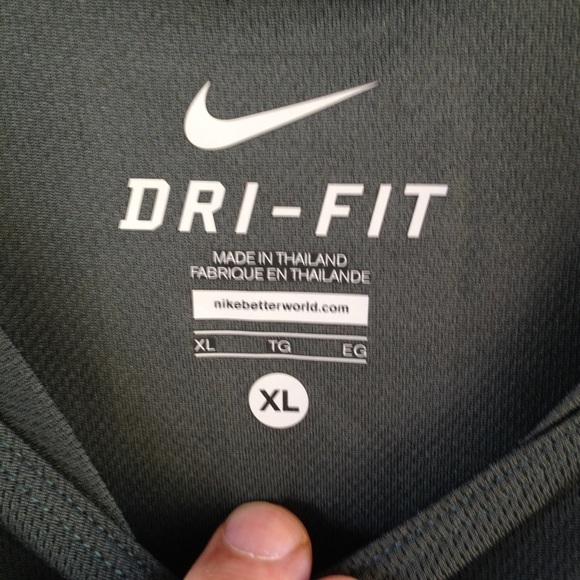 DRI-FIT
MADE IN THAILAND
FABRIQUE EN THAILANDE
nikebetterworld.com
XL TG EG
XL